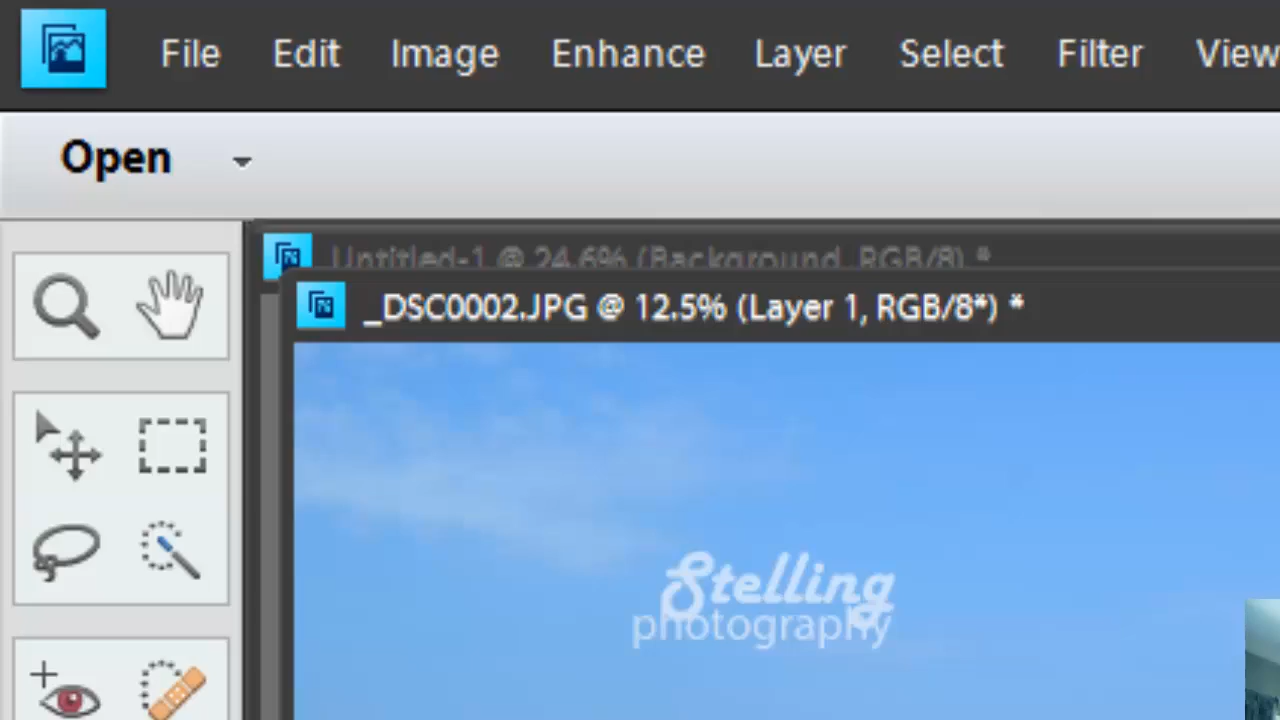 File Edit Image Enhance Layer Select Filter View
Open
Untitled-1 @ 24.6% (Background, RGB/8) *
_DSC0002.JPG @ 12.5% (Layer 1, RGB/8*) *
Stelling
photography